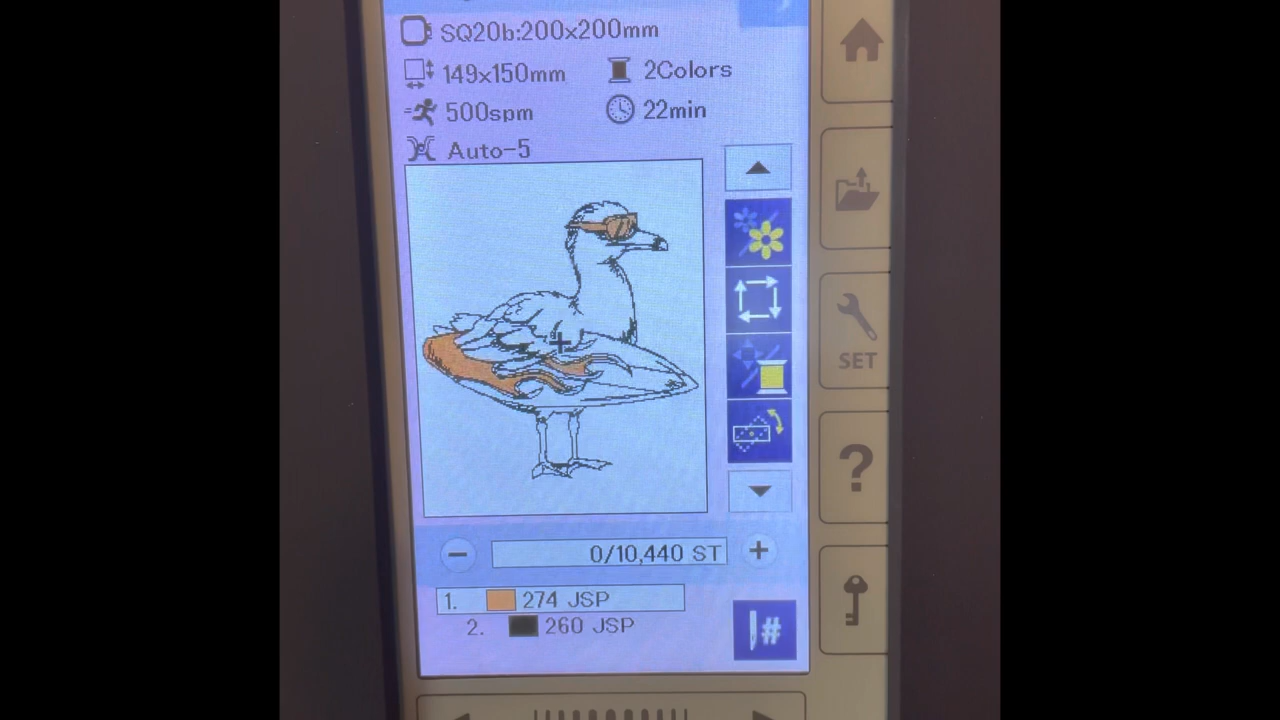 SQ20b:200x200mm
149x150mm 2Colors
500spm 22min
Auto-5
SET
?
0/10,440 ST
1. 274 JSP
2. 260 JSP
#